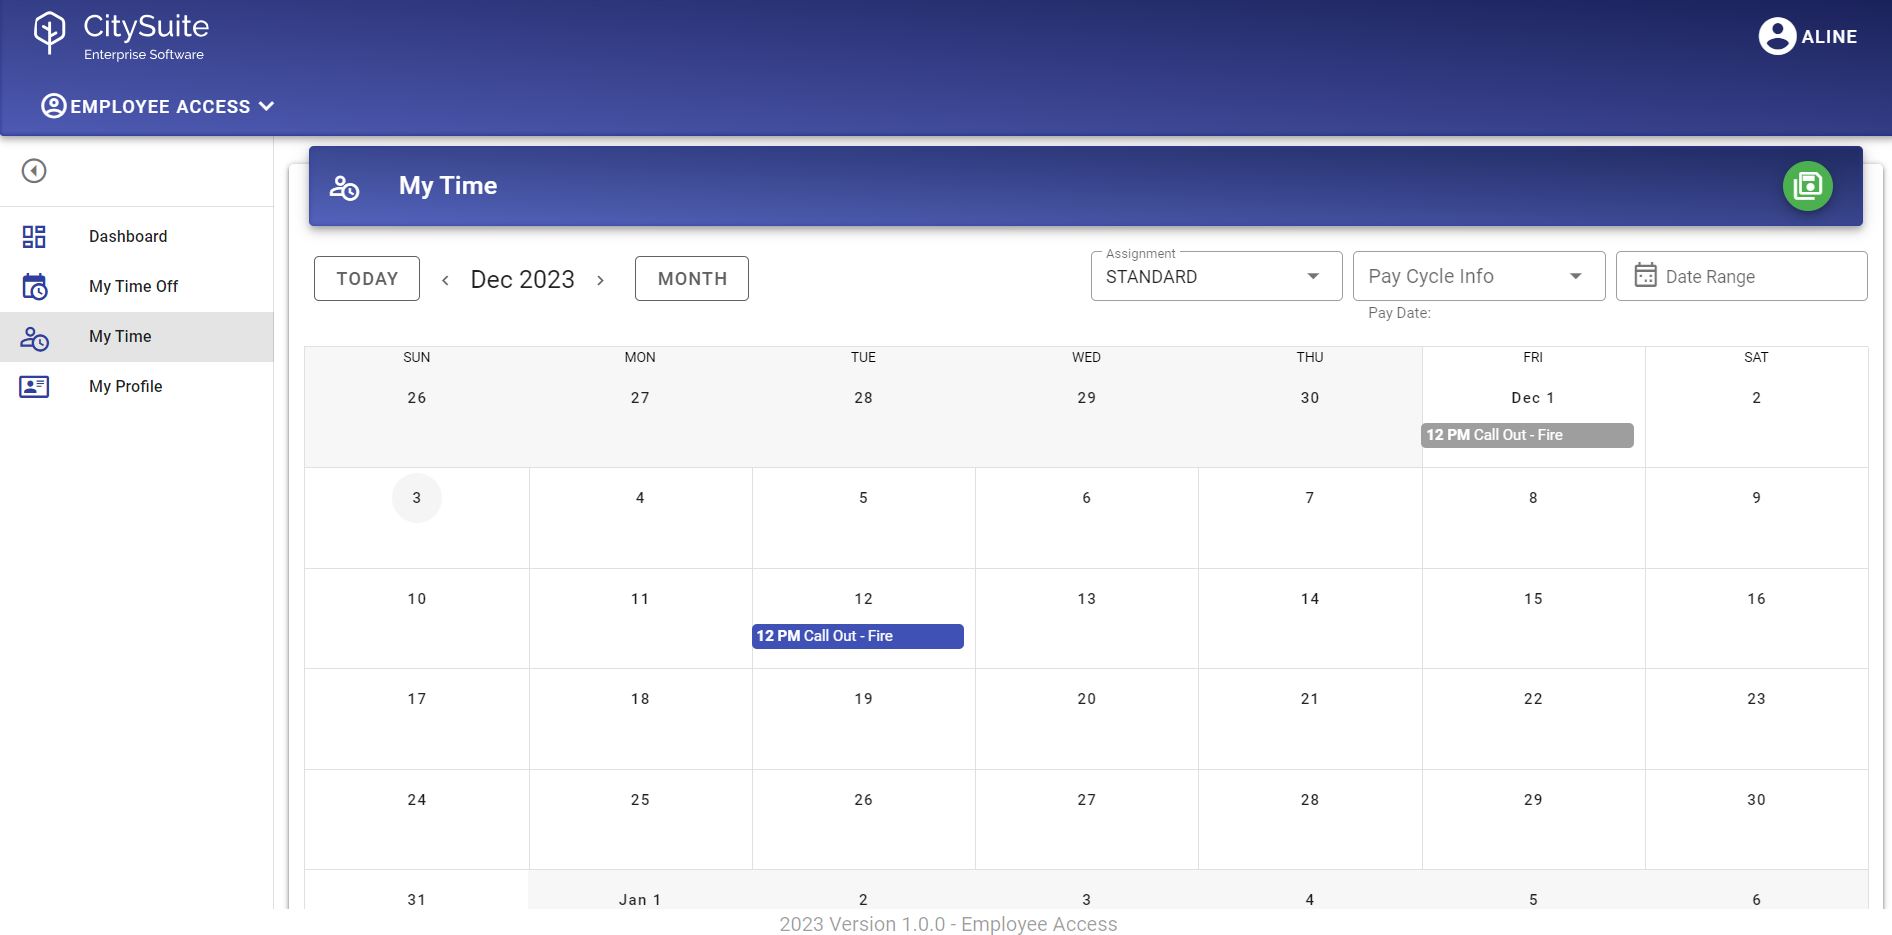 CitySuite
Enterprise Software
ALINE
EMPLOYEE ACCESS
Dashboard
My Time Off
My Time
My Profile
My Time
TODAY
Dec 2023
MONTH
Assignment
STANDARD
Pay Cycle Info
Pay Date:
Date Range
SUN MON TUE WED THU FRI SAT
26 27 28 29 30 Dec 1 2
12 PM Call Out - Fire
3 4 5 6 7 8 9
10 11 12 13 14 15 16
12 PM Call Out - Fire
17 18 19 20 21 22 23
24 25 26 27 28 29 30
31 Jan 1 2 3 4 5 6
2023 Version 1.0.0 - Employee Access